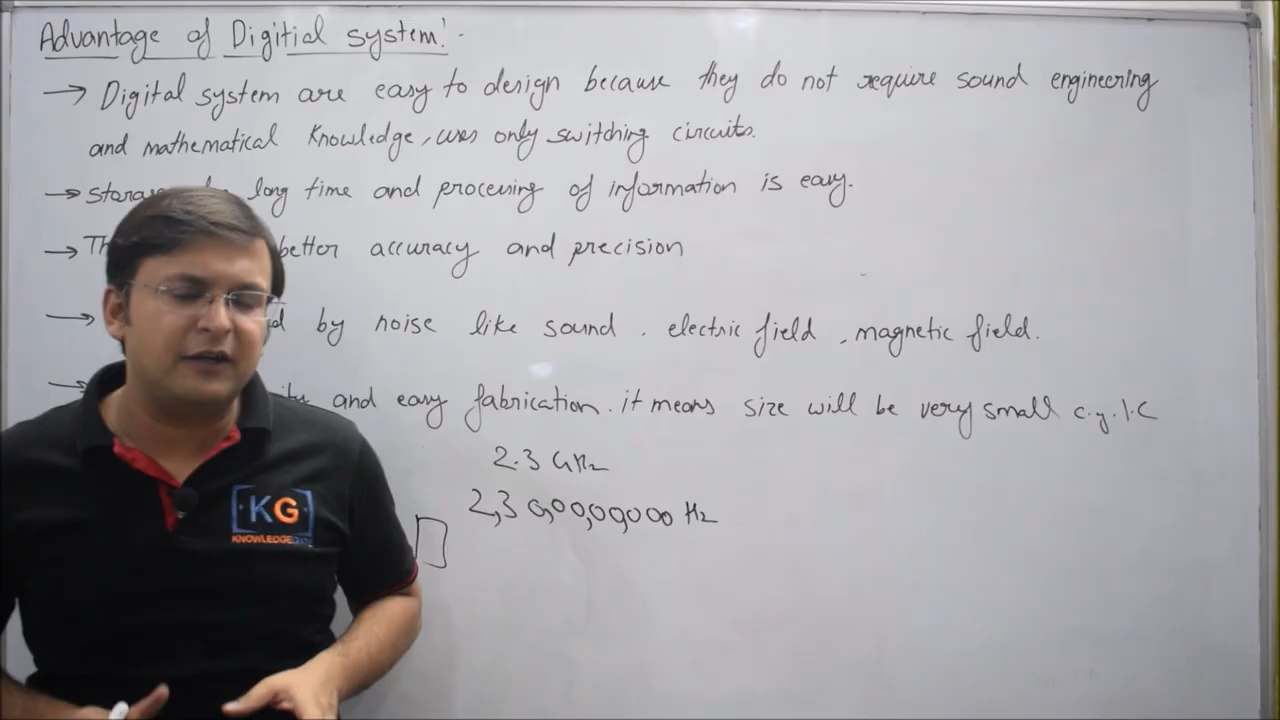 Advantage of Digitial system!-
→ Digital system are easy to design because they do not require sound engineering
and mathematical Knowledge, uses only switching circuits.
→ long time and processing of information is easy.
→ better accuracy and precision
→ by noise like sound, electric field, magnetic field.
→ and easy fabrication. it means size will be very small e.g. I.C
2.3 GHz
2,30,00,00,000 Hz
KG